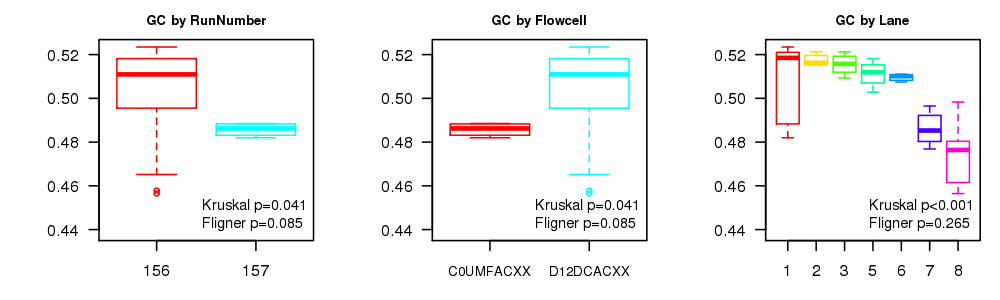 GC by RunNumber
0.52
0.50
0.48
0.46
0.44
Kruskal p=0.041
Fligner p=0.085
156 157
GC by Flowcell
0.52
0.50
0.48
0.46
0.44
Kruskal p=0.041
Fligner p=0.085
C0UMFACXX D12DCACXX
GC by Lane
0.52
0.50
0.48
0.46
0.44
Kruskal p<0.001
Fligner p=0.265
1 2 3 5 6 7 8